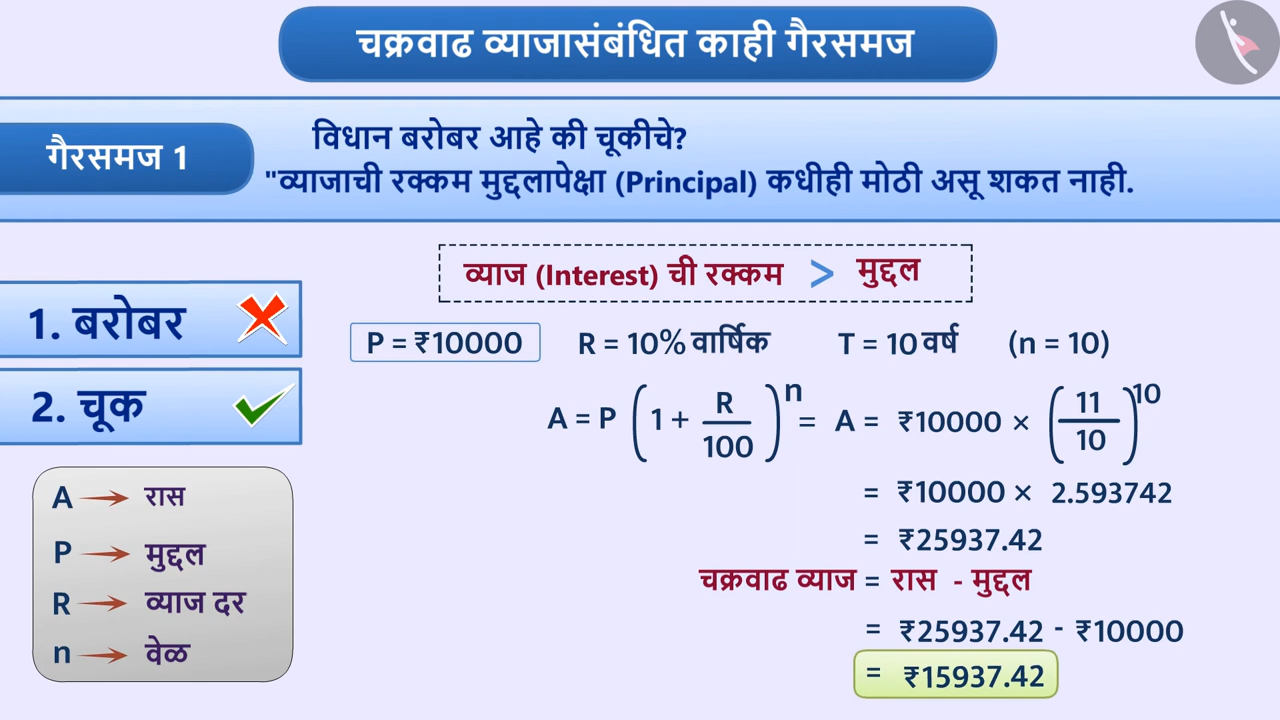 चक्रवाढ व्याजासंबंधित काही गैरसमज
गैरसमज 1
विधान बरोबर आहे की चूकीचे?
"व्याजाची रक्कम मुद्दलापेक्षा (Principal) कधीही मोठी असू शकत नाही.
व्याज (Interest) ची रक्कम > मुद्दल
1. बरोबर
2. चूक
P = ₹10000 R = 10% वार्षिक T = 10 वर्ष (n = 10)
A = P (1 + R/100)^n = A = ₹10000 × (11/10)^10
= ₹10000 × 2.593742
= ₹25937.42
चक्रवाढ व्याज = रास - मुद्दल
= ₹25937.42 - ₹10000
= ₹15937.42
A → रास
P → मुद्दल
R → व्याज दर
n → वेळ